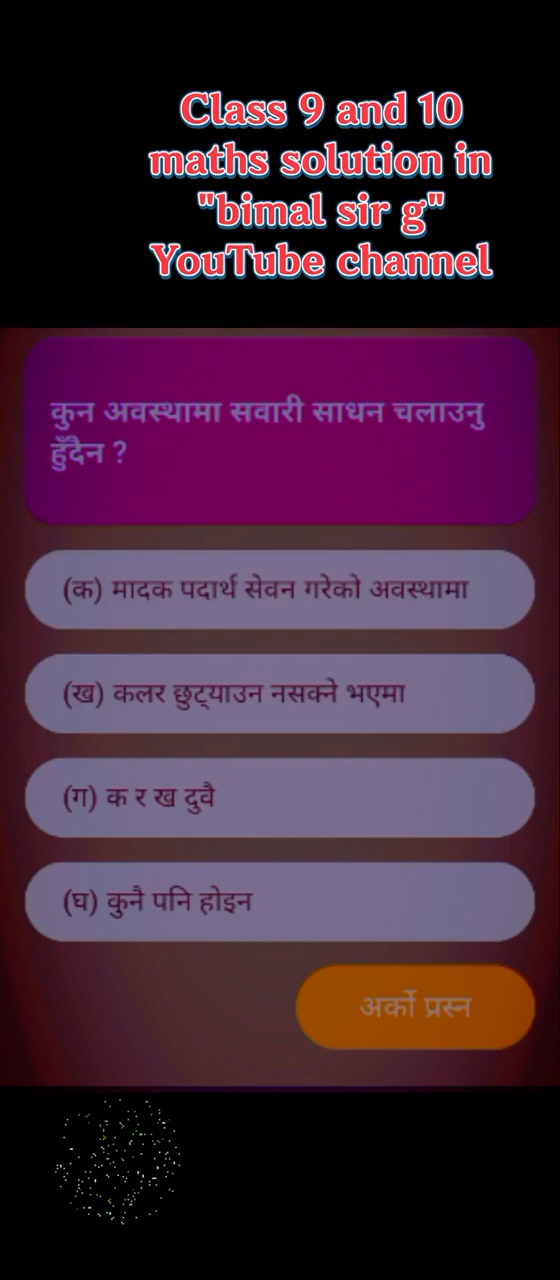 Class 9 and 10
maths solution in
"bimal sir g"
YouTube channel
कुन अवस्थामा सवारी साधन चलाउनु
हुँदैन ?
(क) मादक पदार्थ सेवन गरेको अवस्थामा
(ख) कलर छुट्याउन नसक्ने भएमा
(ग) क र ख दुवै
(घ) कुनै पनि होइन
अर्को प्रस्न